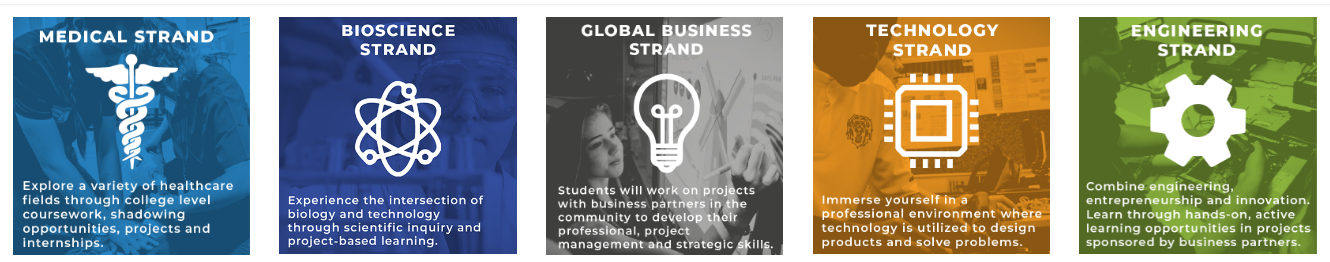 MEDICAL STRAND
Explore a variety of healthcare
fields through college level
coursework, shadowing
opportunities, projects and
internships.
BIOSCIENCE
STRAND
Experience the intersection of
biology and technology
through scientific inquiry and
project-based learning.
GLOBAL BUSINESS
STRAND
Students will work on projects
with business partners in the
community to develop their
professional, project
management and strategic skills.
TECHNOLOGY
STRAND
Immerse yourself in a
professional environment where
technology is utilized to design
products and solve problems.
ENGINEERING
STRAND
Combine engineering,
entrepreneurship and innovation.
Learn through hands-on, active
learning opportunities in projects
sponsored by business partners.